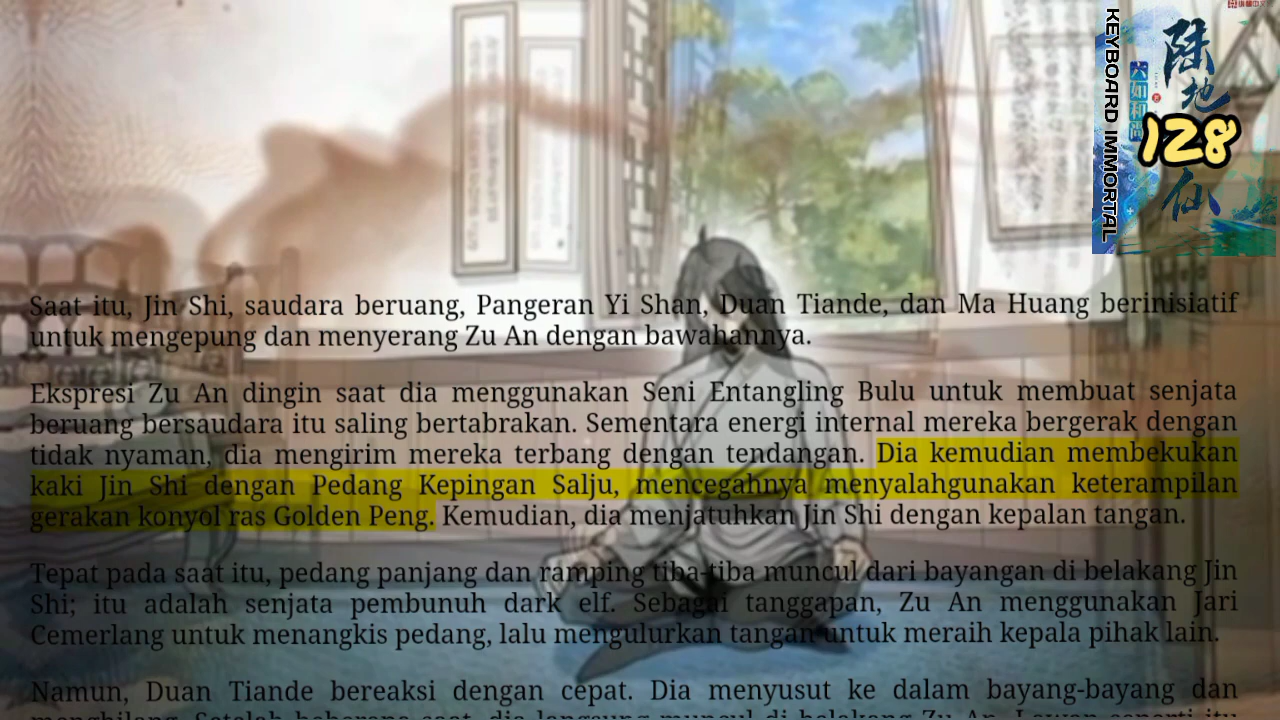 KEYBOARD IMMORTAL
陆地
128
仙
Saat itu, Jin Shi, saudara beruang, Pangeran Yi Shan, Duan Tiande, dan Ma Huang berinisiatif
untuk mengepung dan menyerang Zu An dengan bawahannya.
Ekspresi Zu An dingin saat dia menggunakan Seni Entangling Bulu untuk membuat senjata
beruang bersaudara itu saling bertabrakan. Sementara energi internal mereka bergerak dengan
tidak nyaman, dia mengirim mereka terbang dengan tendangan. Dia kemudian membekukan
kaki Jin Shi dengan Pedang Kepingan Salju, mencegahnya menyalahgunakan keterampilan
gerakan konyol ras Golden Peng. Kemudian, dia menjatuhkan Jin Shi dengan kepalan tangan.
Tepat pada saat itu, pedang panjang dan ramping tiba-tiba muncul dari bayangan di belakang Jin
Shi; itu adalah senjata pembunuh dark elf. Sebagai tanggapan, Zu An menggunakan Jari
Cemerlang untuk menangkis pedang, lalu mengulurkan tangan untuk meraih kepala pihak lain.
Namun, Duan Tiande bereaksi dengan cepat. Dia menyusut ke dalam bayang-bayang dan